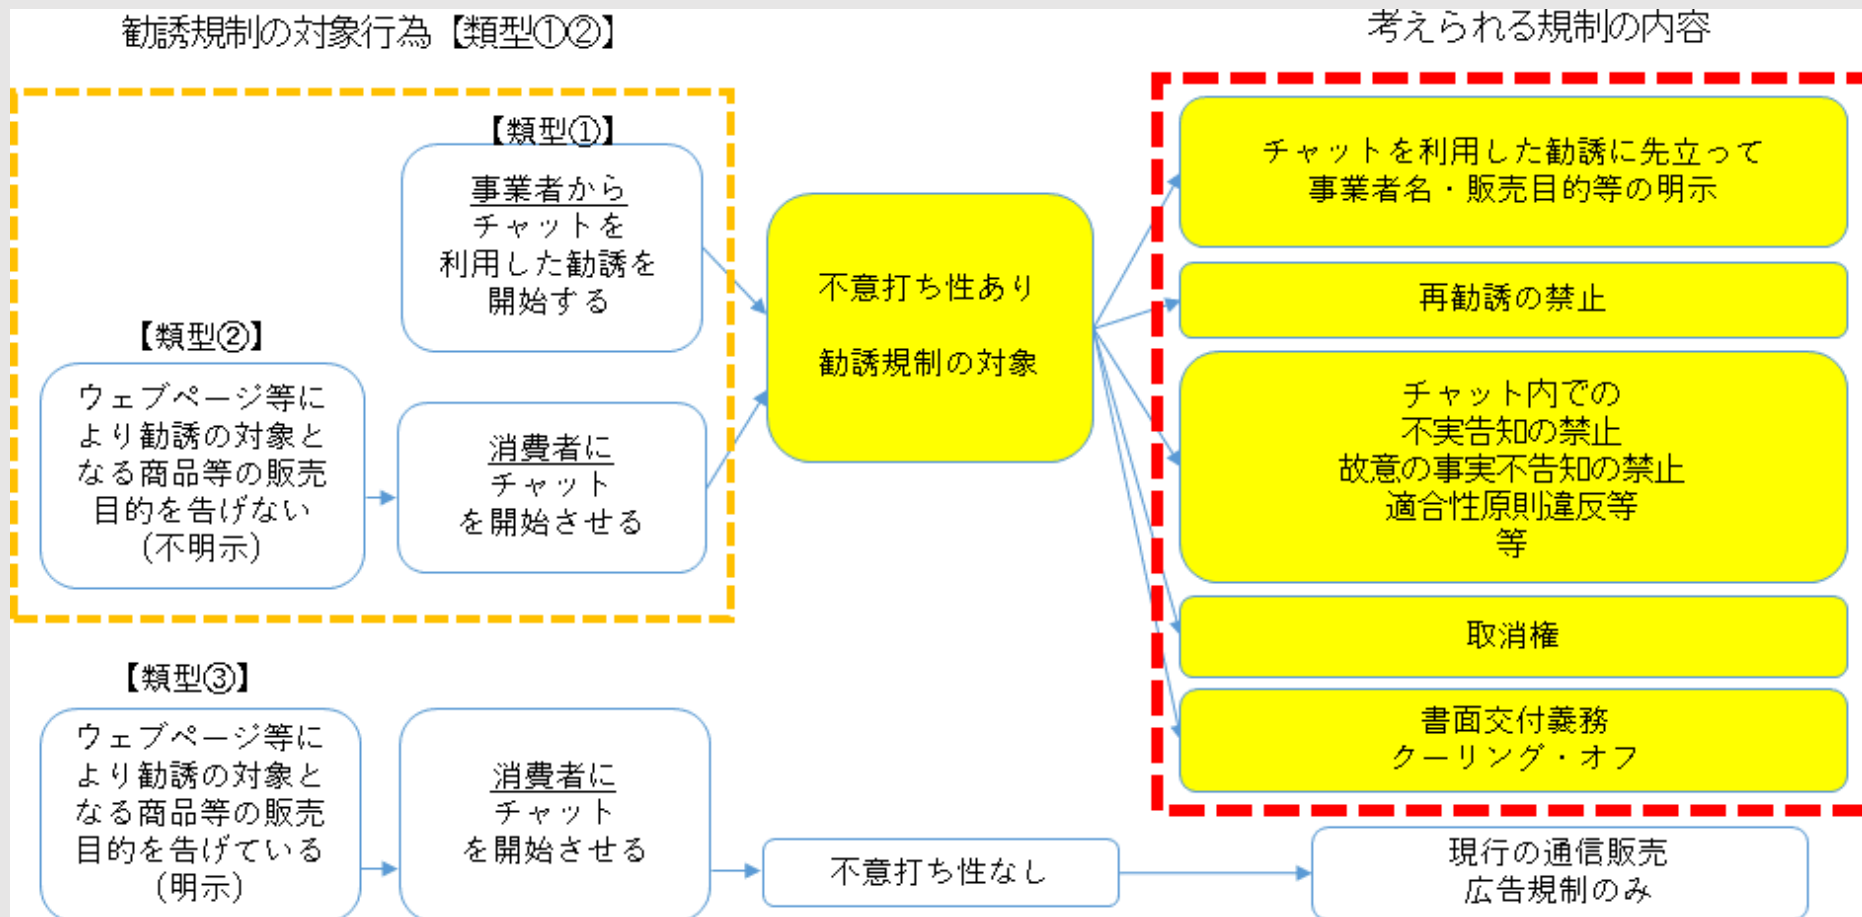 勧誘規制の対象行為【類型①②】
考えられる規制の内容
【類型①】
事業者から
チャットを
利用した勧誘を
開始する
【類型②】
ウェブページ等に
より勧誘の対象と
なる商品等の販売
目的を告げない
(不明示)
消費者に
チャット
を開始させる
不意打ち性あり
勧誘規制の対象
チャットを利用した勧誘に先立って
事業者名・販売目的等の明示
再勧誘の禁止
チャット内での
不実告知の禁止
故意の事実不告知の禁止
適合性原則違反等
等
取消権
書面交付義務
クーリング・オフ
【類型③】
ウェブページ等に
より勧誘の対象と
なる商品等の販売
目的を告げている
(明示)
消費者に
チャット
を開始させる
不意打ち性なし
現行の通信販売
広告規制のみ